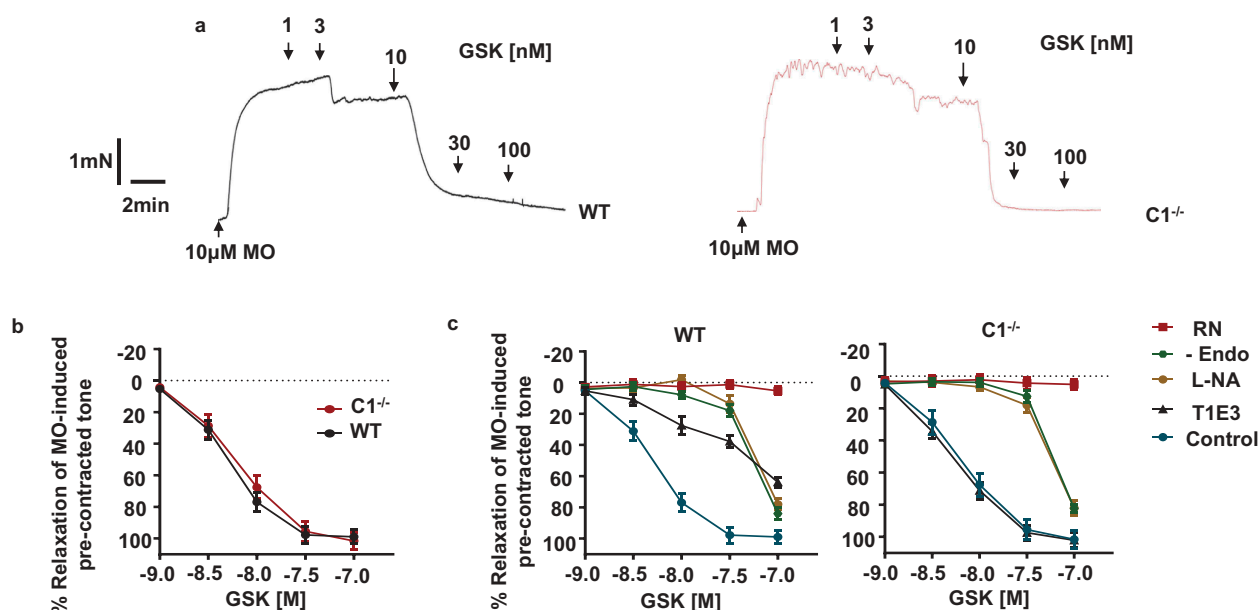 a
1
3
GSK [nM]
10
30
100
1mN
2min
WT
10µM MO
1
3
GSK [nM]
10
30
100
C1-/-
10µM MO
b
% Relaxation of MO-induced
pre-contracted tone
-20
0
20
40
60
80
100
C1-/-
WT
-9.0 -8.5 -8.0 -7.5 -7.0
GSK [M]
c
% Relaxation of MO-induced
pre-contracted tone
WT
-20
0
20
40
60
80
100
-9.0 -8.5 -8.0 -7.5 -7.0
GSK [M]
C1-/-
-20
0
20
40
60
80
100
-9.0 -8.5 -8.0 -7.5 -7.0
GSK [M]
RN
- Endo
L-NA
T1E3
Control